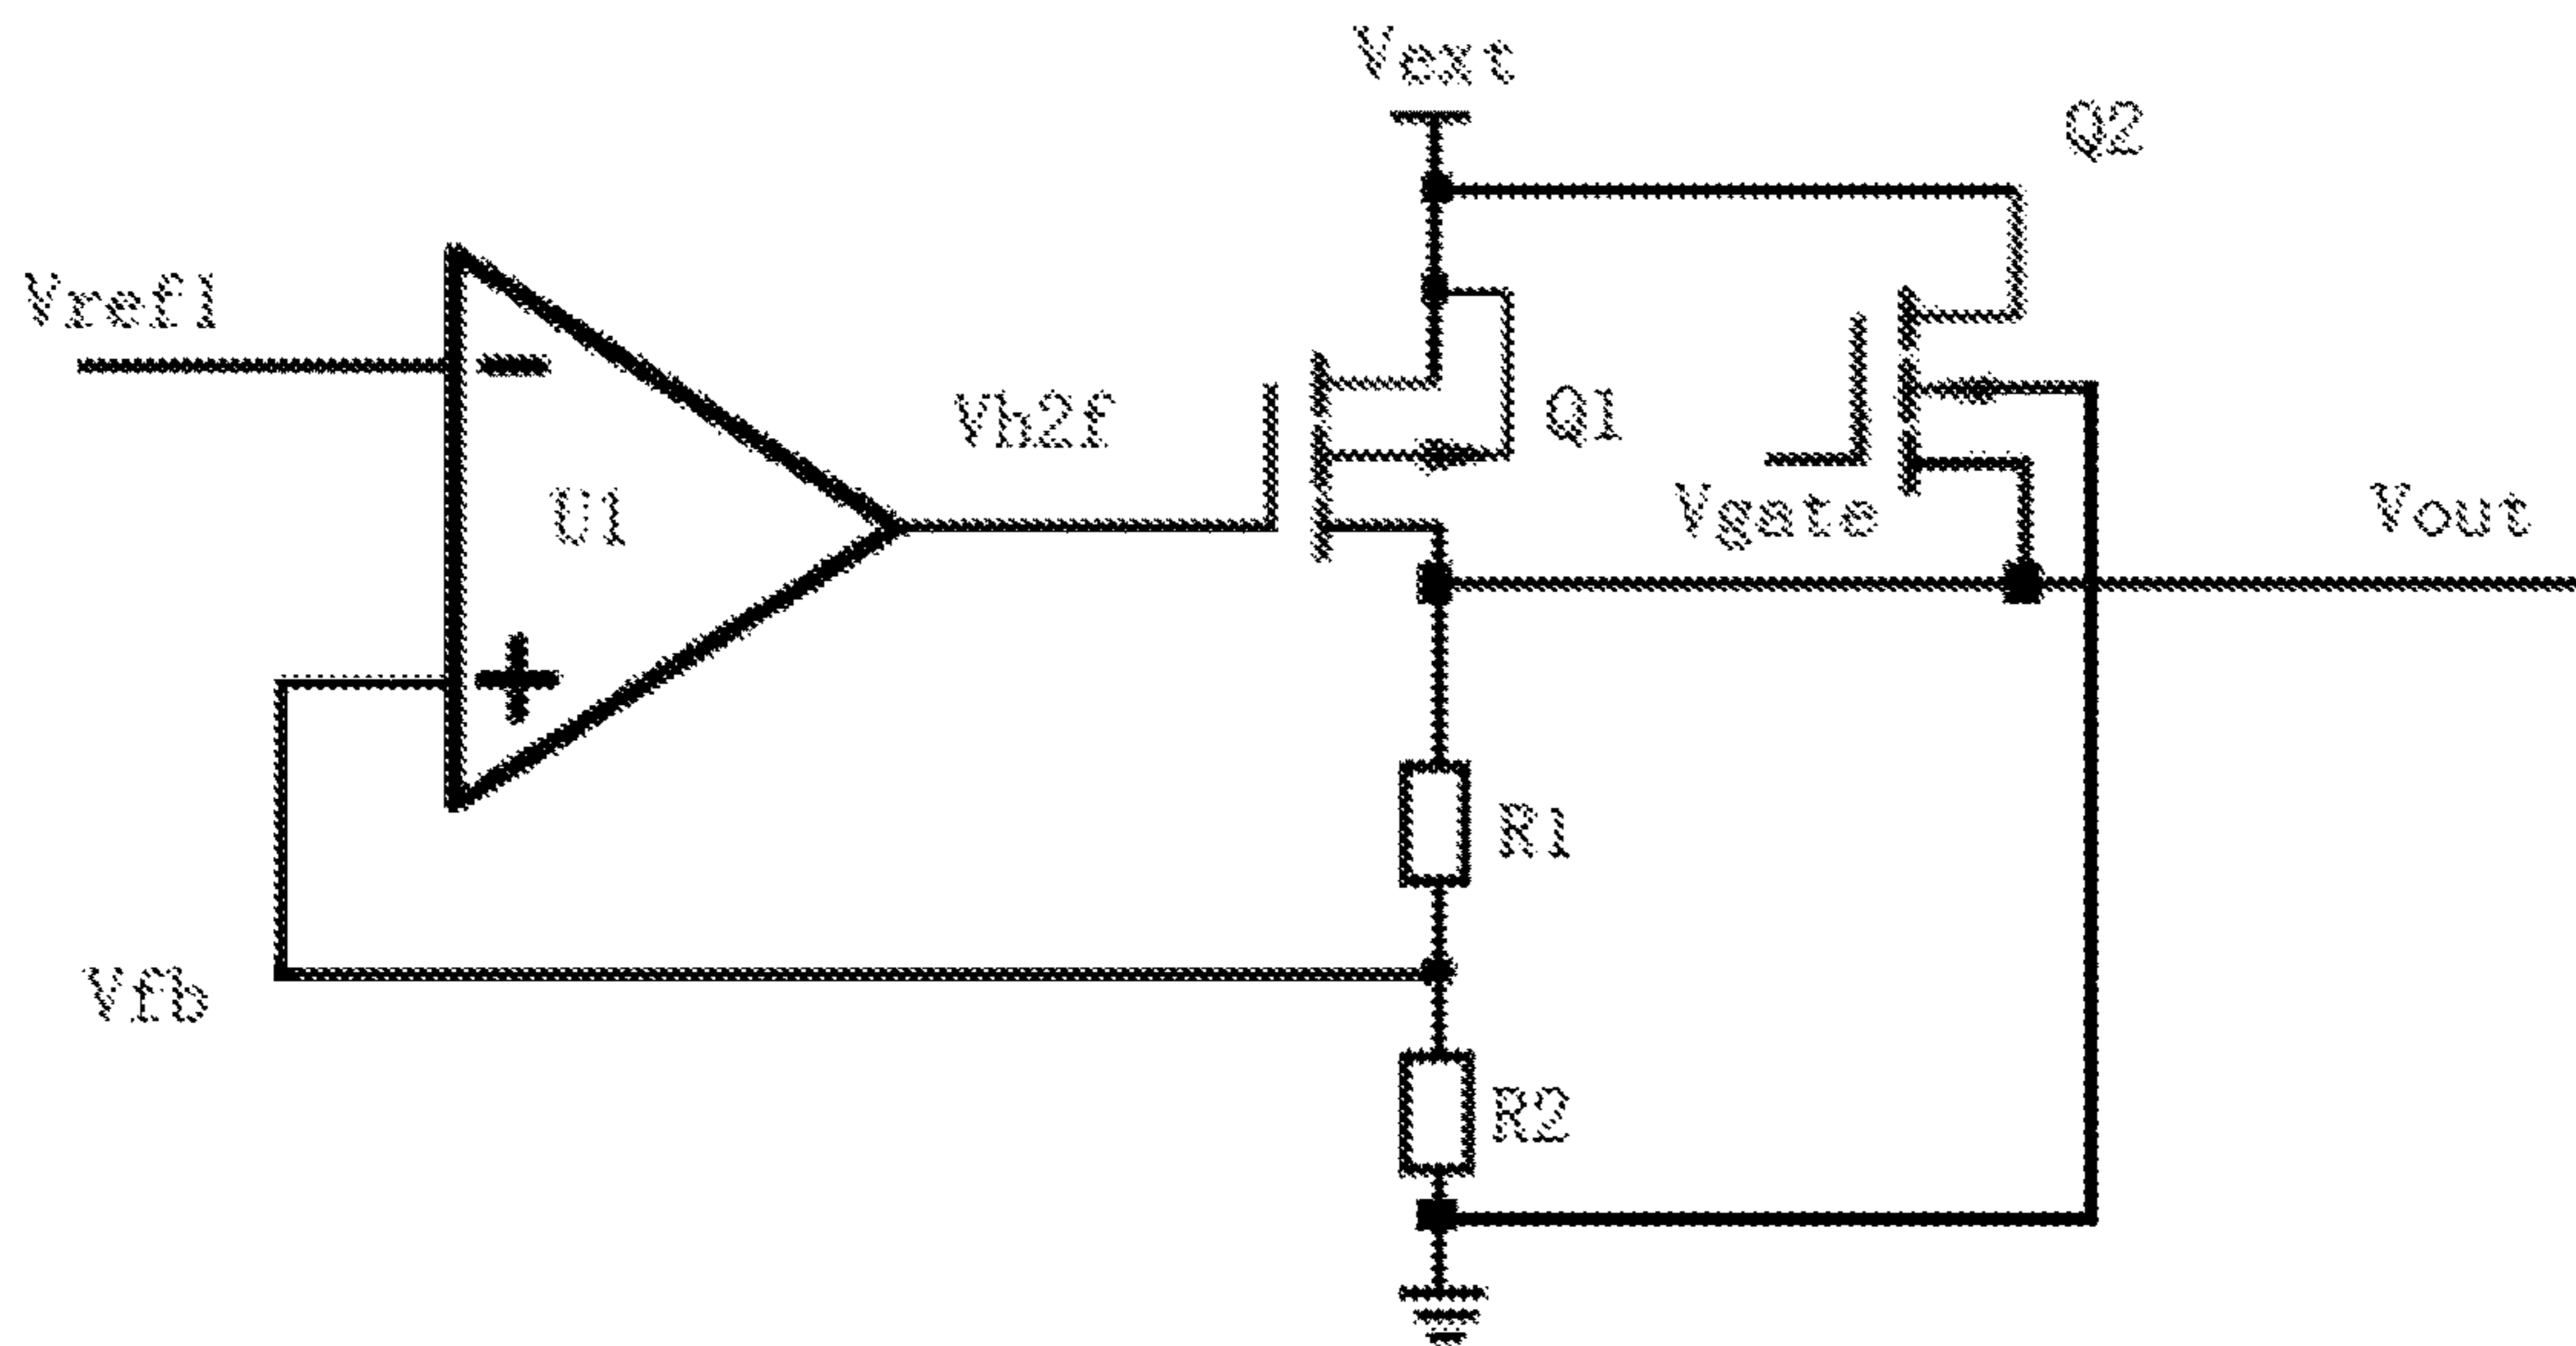 Vext
Q2
Vref1
-
Vh2f
Q1
U1
Vgate
Vout
+
R1
Vfb
R2